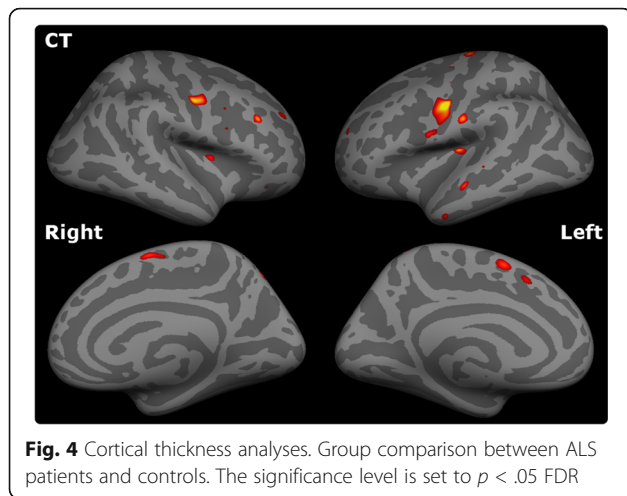 CT
Right
Left
Fig. 4 Cortical thickness analyses. Group comparison between ALS
patients and controls. The significance level is set to p < .05 FDR